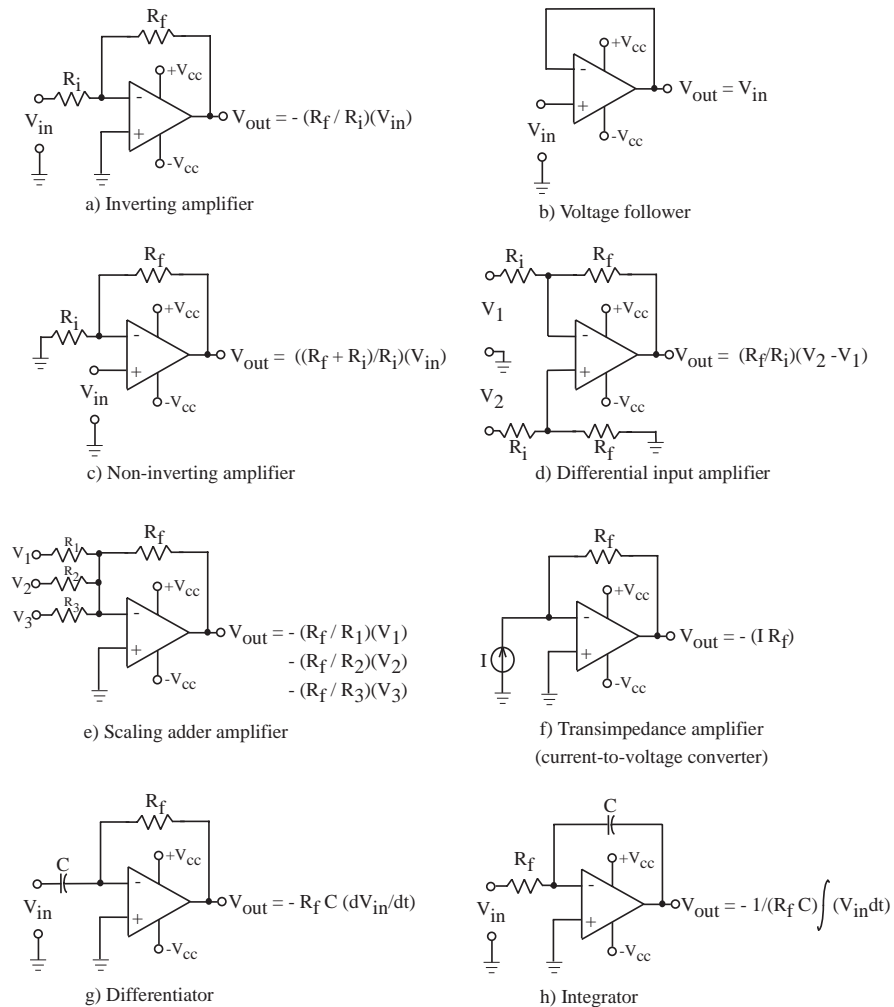 Rf
+Vcc
Ri
-
+
Vin
-Vcc
Vout = - (Rf / Ri)(Vin)
a) Inverting amplifier
+Vcc
-
+
Vin
-Vcc
Vout = Vin
b) Voltage follower
Rf
+Vcc
Ri
-
+
Vin
-Vcc
Vout = ((Rf + Ri)/Ri)(Vin)
c) Non-inverting amplifier
Ri
Rf
V1
+Vcc
-
+
V2
-Vcc
Vout = (Rf/Ri)(V2 -V1)
Ri
Rf
d) Differential input amplifier
Rf
V1
R1
V2
R2
V3
R3
+Vcc
-
+
-Vcc
Vout = - (Rf / R1)(V1)
- (Rf / R2)(V2)
- (Rf / R3)(V3)
e) Scaling adder amplifier
Rf
+Vcc
-
+
I
-Vcc
Vout = - (I Rf)
f) Transimpedance amplifier
(current-to-voltage converter)
Rf
C
+Vcc
-
+
Vin
-Vcc
Vout = - Rf C (dVin/dt)
g) Differentiator
C
Rf
+Vcc
-
+
Vin
-Vcc
Vout = - 1/(Rf C)∫(Vindt)
h) Integrator